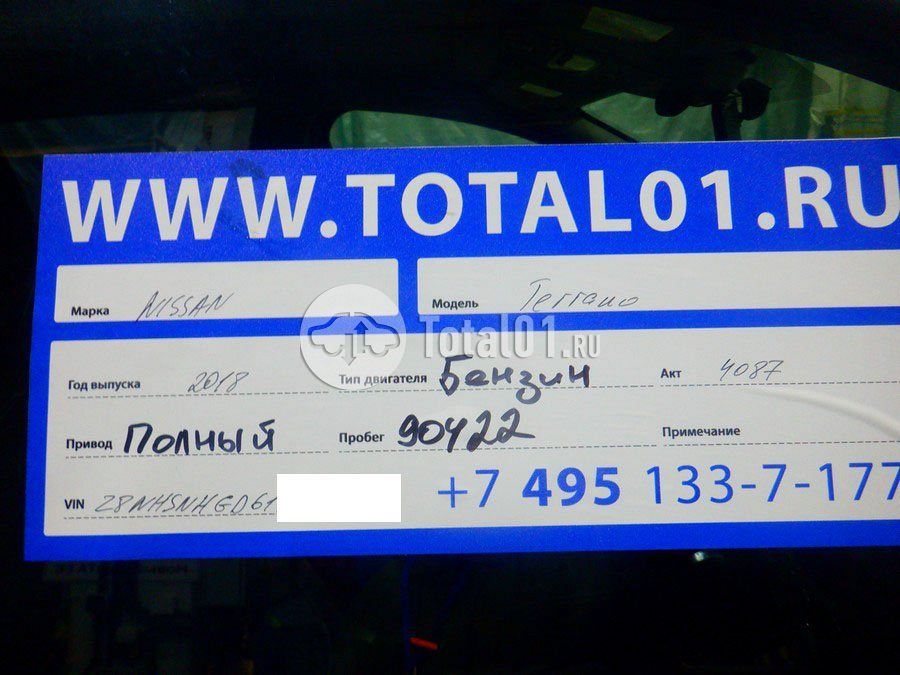 WWW.TOTAL01.RU
Марка NISSAN Модель Terrano
Total01.RU
Год выпуска 2018 Тип двигателя Бензин Акт 4087
Привод Полный Пробег 90422 Примечание
VIN Z8NHSNHGD61 +7 495 133-7-177